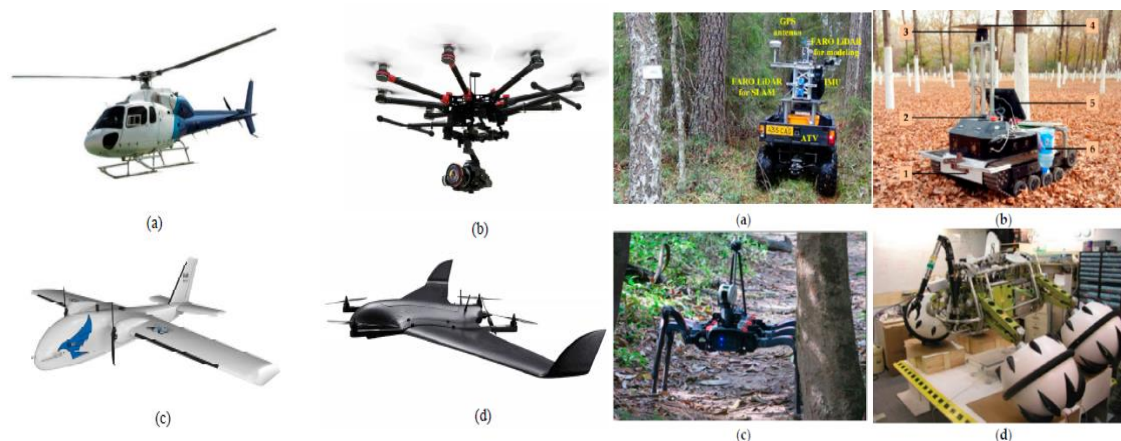 (a)
(b)
(c)
(d)
GPS
antenna
FARO LiDAR
for modeling
FARO LiDAR
for SLAM
IMU
ATV
(a)
3
4
2
5
1
6
(b)
(c)
(d)